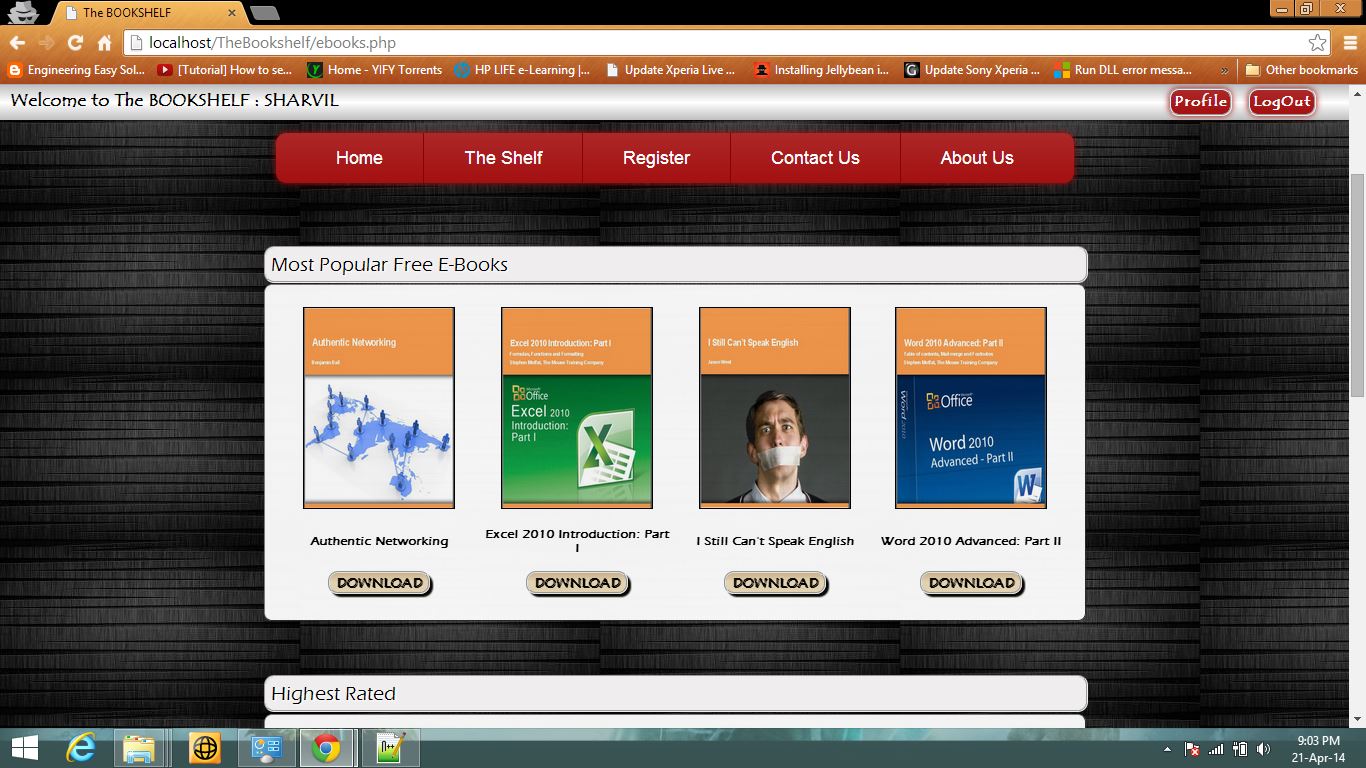 The BOOKSHELF
localhost/TheBookshelf/ebooks.php
Engineering Easy Sol...
[Tutorial] How to se...
Home - YIFY Torrents
HP LIFE e-Learning |...
Update Xperia Live ...
Installing Jellybean i...
Update Sony Xperia ...
Run DLL error messa...
»
Other bookmarks
Welcome to The BOOKSHELF : SHARVIL
Profile
LogOut
Home
The Shelf
Register
Contact Us
About Us
Most Popular Free E-Books
Authentic Networking
Benjamin Ball
Excel 2010 Introduction: Part I
Formulas, Functions and Formatting
Stephen Moffat, The Mouse Training Company
Microsoft
Office
Excel 2010
Introduction:
Part I
I Still Can't Speak English
Jason West
Word 2010 Advanced: Part II
Table of contents, Mail merge and Footnotes
Stephen Moffat, The Mouse Training Company
Word 2010
Office
Word 2010
Advanced - Part II
Authentic Networking
Excel 2010 Introduction: Part
I
I Still Can't Speak English
Word 2010 Advanced: Part II
DOWNLOAD
DOWNLOAD
DOWNLOAD
DOWNLOAD
Highest Rated
9:03 PM
21-Apr-14